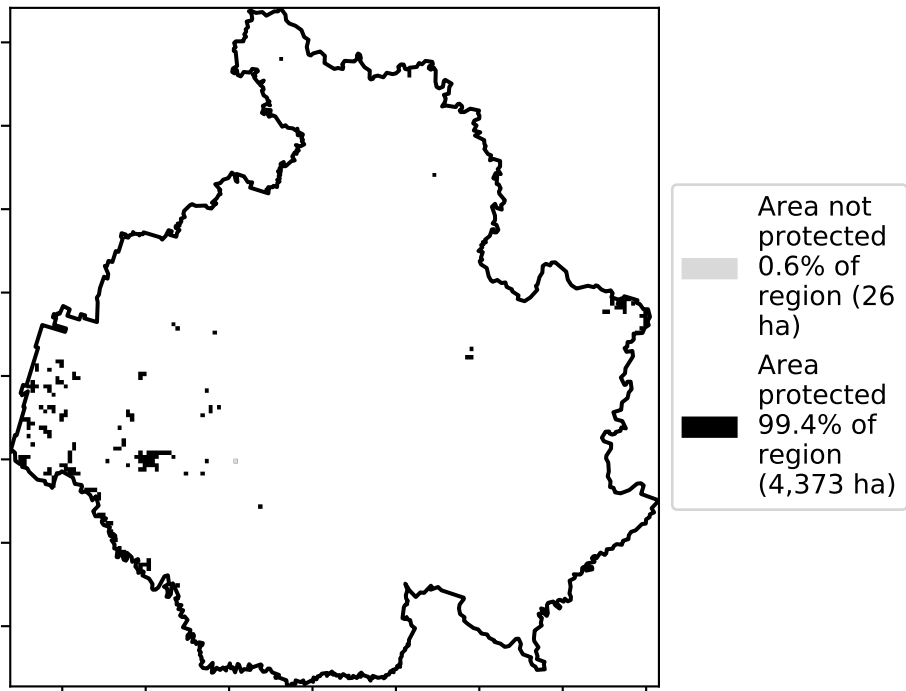 Area not
protected
0.6% of
region (26
ha)
Area
protected
99.4% of
region
(4,373 ha)